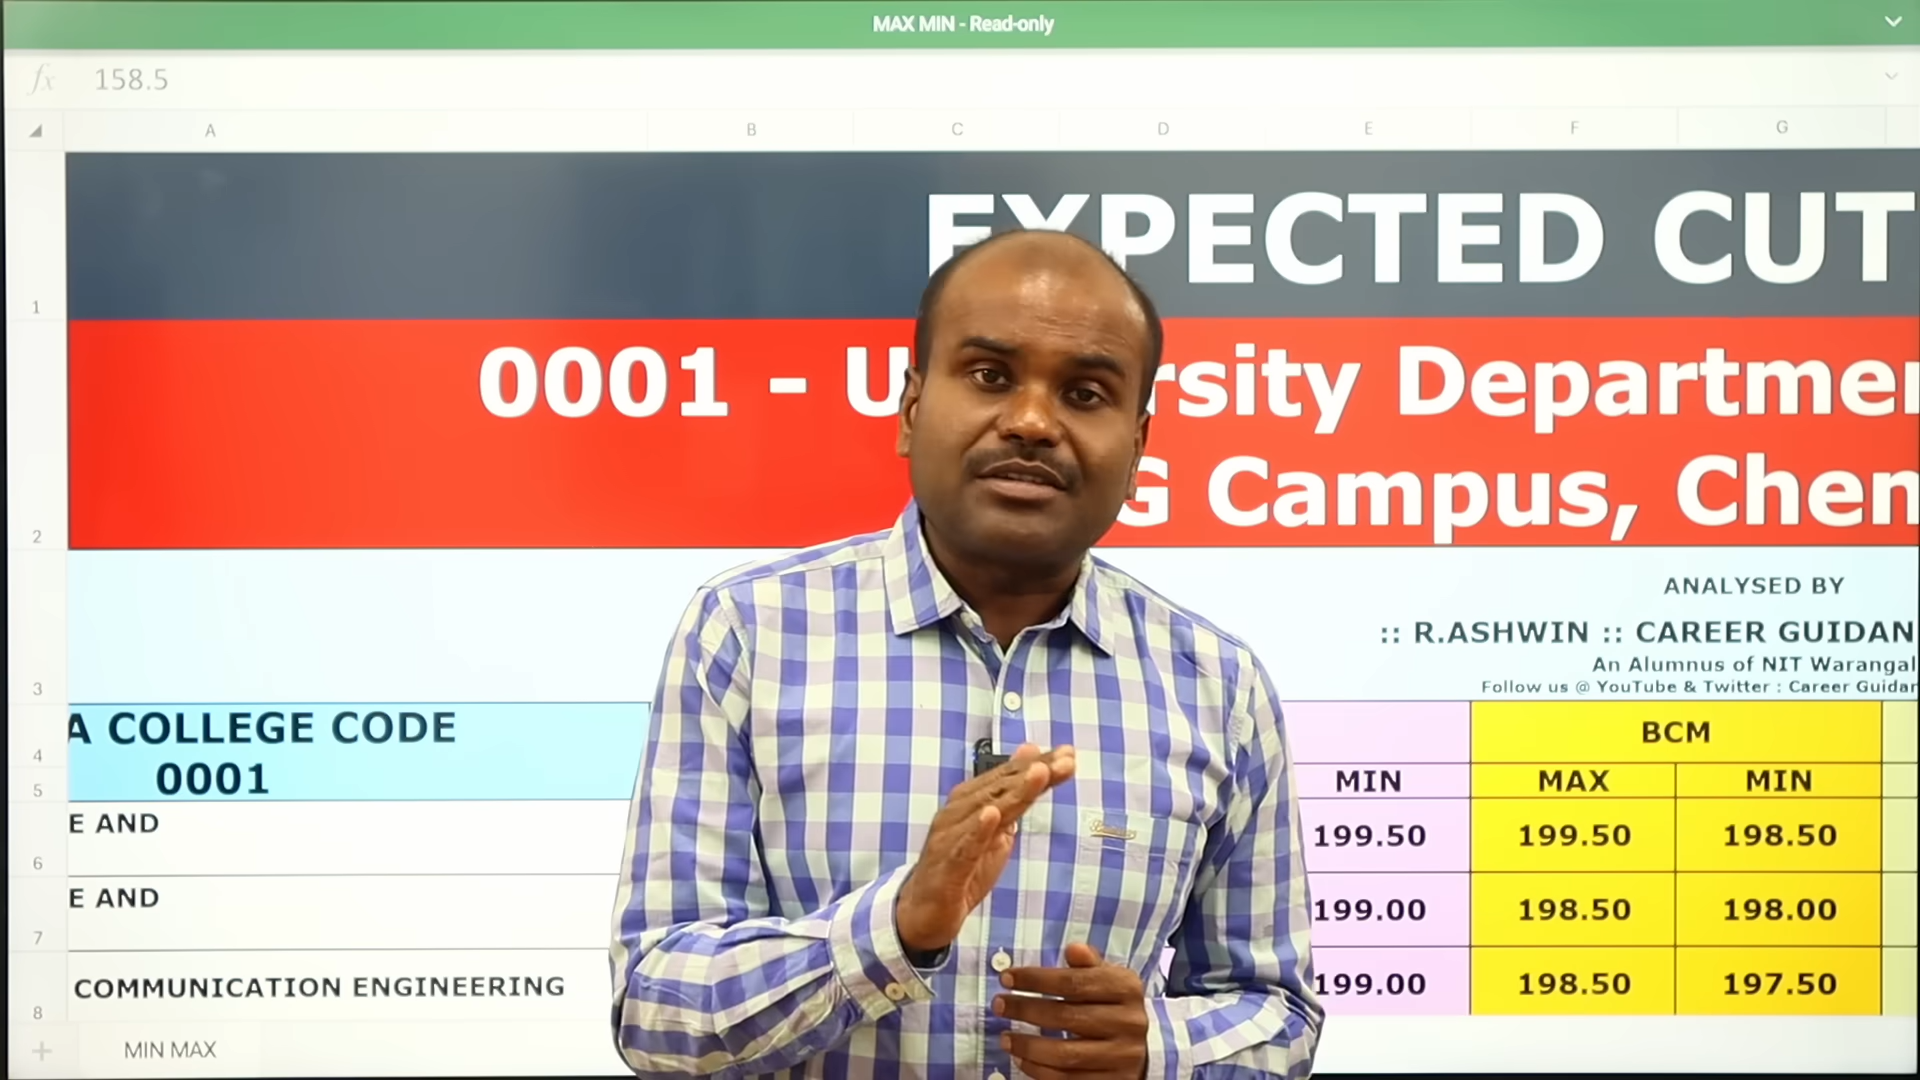 MAX MIN - Read-only
fx 158.5
A B C D E F G
EXPECTED CUT
1
0001 - U rsity Departmen
G Campus, Chen
2
ANALYSED BY
:: R.ASHWIN :: CAREER GUIDAN
An Alumnus of NIT Warangal
Follow us @ YouTube & Twitter : Career Guidan
3
A COLLEGE CODE
BCM
4
0001
MIN MAX MIN
5
E AND
199.50 199.50 198.50
6
E AND
199.00 198.50 198.00
7
COMMUNICATION ENGINEERING
199.00 198.50 197.50
8
+ MIN MAX